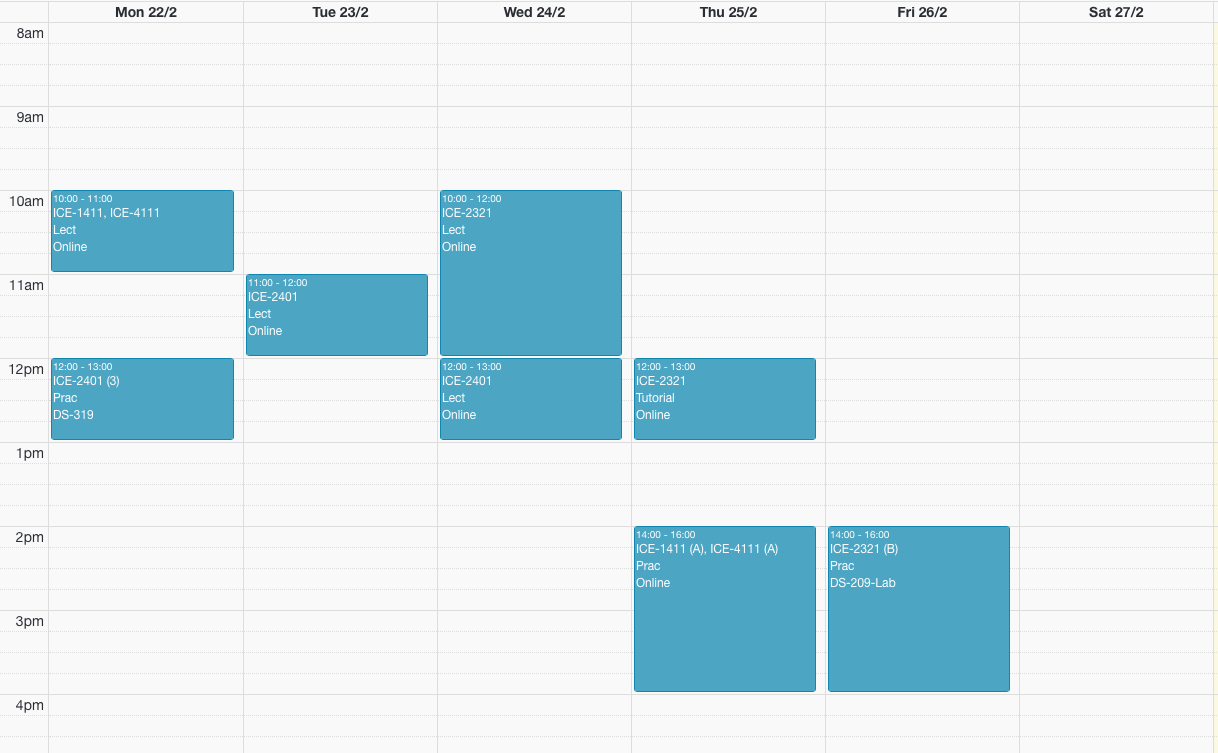 Mon 22/2
Tue 23/2
Wed 24/2
Thu 25/2
Fri 26/2
Sat 27/2
8am
9am
10am
11am
12pm
1pm
2pm
3pm
4pm
10:00 - 11:00
ICE-1411, ICE-4111
Lect
Online
12:00 - 13:00
ICE-2401 (3)
Prac
DS-319
11:00 - 12:00
ICE-2401
Lect
Online
10:00 - 12:00
ICE-2321
Lect
Online
12:00 - 13:00
ICE-2401
Lect
Online
12:00 - 13:00
ICE-2321
Tutorial
Online
14:00 - 16:00
ICE-1411 (A), ICE-4111 (A)
Prac
Online
14:00 - 16:00
ICE-2321 (B)
Prac
DS-209-Lab